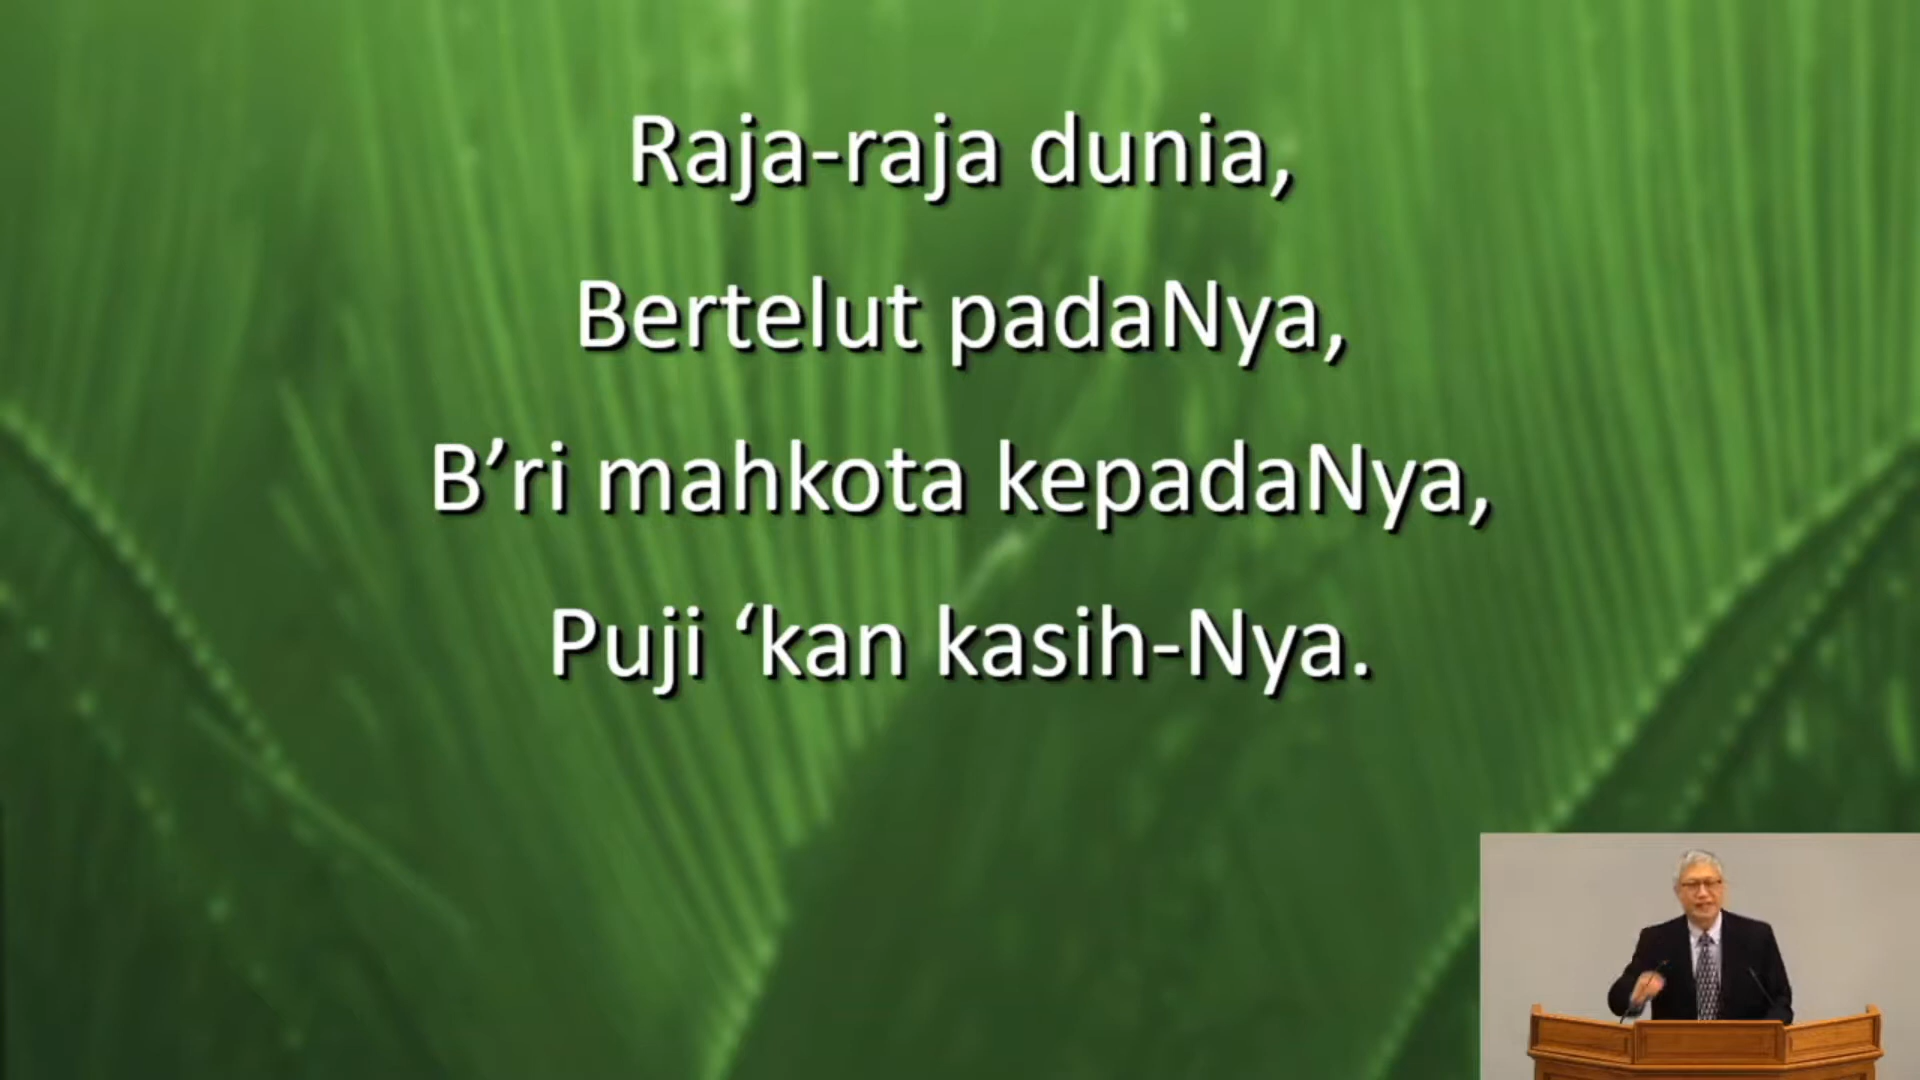 Raja-raja dunia,
Bertelut padaNya,
B’ri mahkota kepadaNya,
Puji ‘kan kasih-Nya.